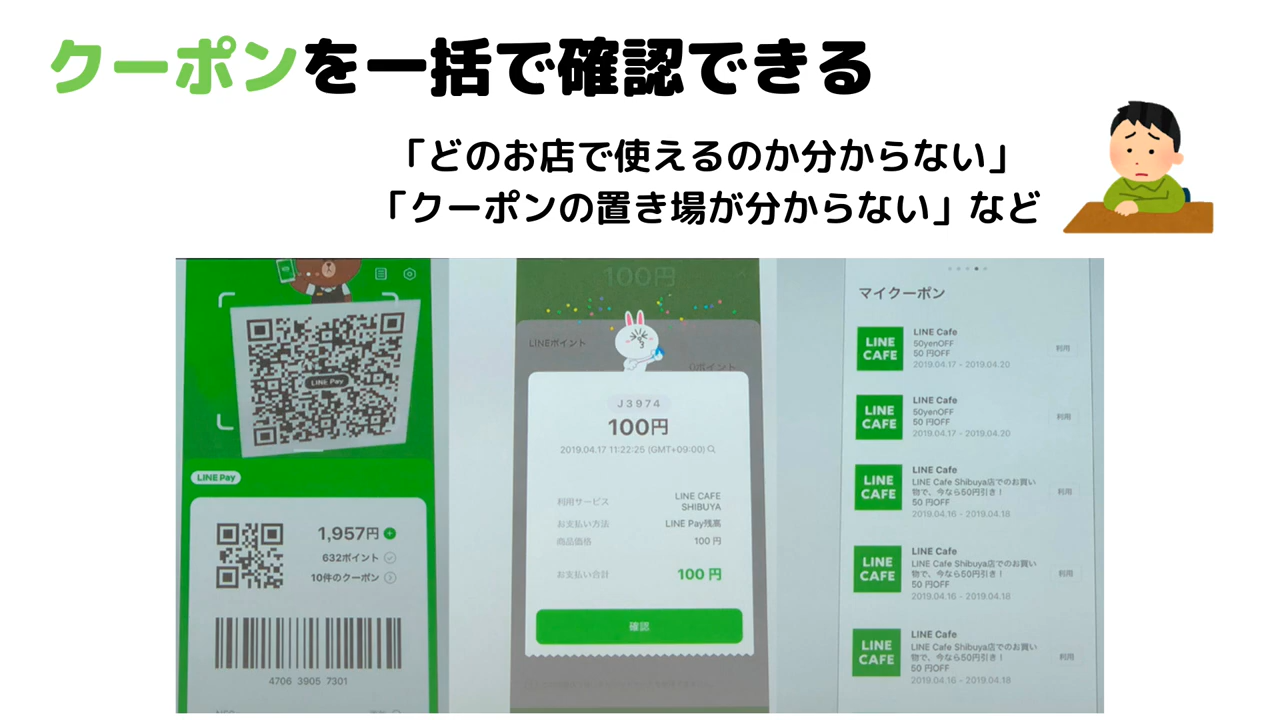 クーポンを一括で確認できる
「どのお店で使えるのか分からない」
「クーポンの置き場が分からない」など
LINE Pay
LINE Pay
1,957円
632ポイント
10件のクーポン
4706 3905 7301
100円
LINEポイント
0ポイント
J3974
100円
2019.04.17 11:22:25 (GMT+09:00)
利用サービス LINE CAFE
SHIBUYA
お支払い方法 LINE Pay残高
商品価格 100 円
お支払い合計 100 円
確認
マイクーポン
LINE CAFE
LINE Cafe
50yenOFF
50 円OFF
2019.04.17 - 2019.04.20
利用
LINE CAFE
LINE Cafe
50yenOFF
50 円OFF
2019.04.17 - 2019.04.20
利用
LINE CAFE
LINE Cafe
LINE Cafe Shibuya店でのお買い
物で、今なら50円引き！
50 円OFF
2019.04.16 - 2019.04.18
利用
LINE CAFE
LINE Cafe
LINE Cafe Shibuya店でのお買い
物で、今なら50円引き！
50 円OFF
2019.04.16 - 2019.04.18
利用
LINE CAFE
LINE Cafe
LINE Cafe Shibuya店でのお買い
物で、今なら50円引き！
50 円OFF
2019.04.16 - 2019.04.18
利用